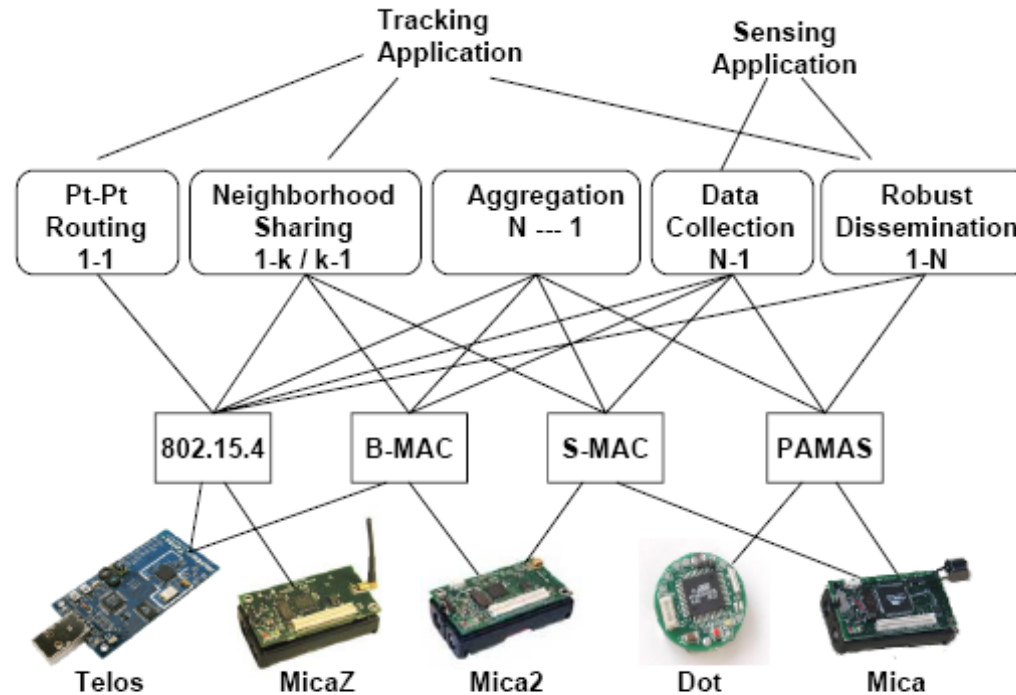 Tracking
Application
Sensing
Application
Pt-Pt
Routing
1-1
Neighborhood
Sharing
1-k / k-1
Aggregation
N --- 1
Data
Collection
N-1
Robust
Dissemination
1-N
802.15.4
B-MAC
S-MAC
PAMAS
Telos
MicaZ
Mica2
Dot
Mica